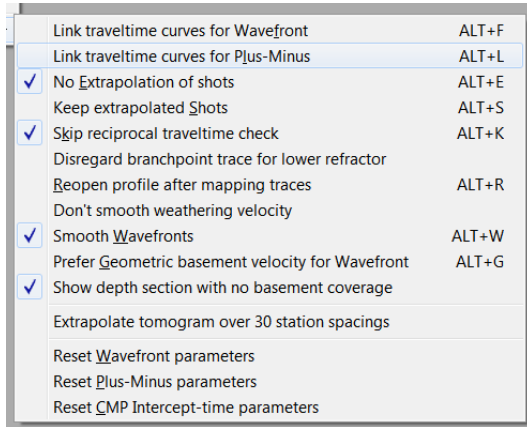 Link traveltime curves for Wavefront ALT+F
Link traveltime curves for Plus-Minus ALT+L
No Extrapolation of shots ALT+E
Keep extrapolated Shots ALT+S
Skip reciprocal traveltime check ALT+K
Disregard branchpoint trace for lower refractor
Reopen profile after mapping traces ALT+R
Don't smooth weathering velocity
Smooth Wavefronts ALT+W
Prefer Geometric basement velocity for Wavefront ALT+G
Show depth section with no basement coverage
Extrapolate tomogram over 30 station spacings
Reset Wavefront parameters
Reset Plus-Minus parameters
Reset CMP Intercept-time parameters